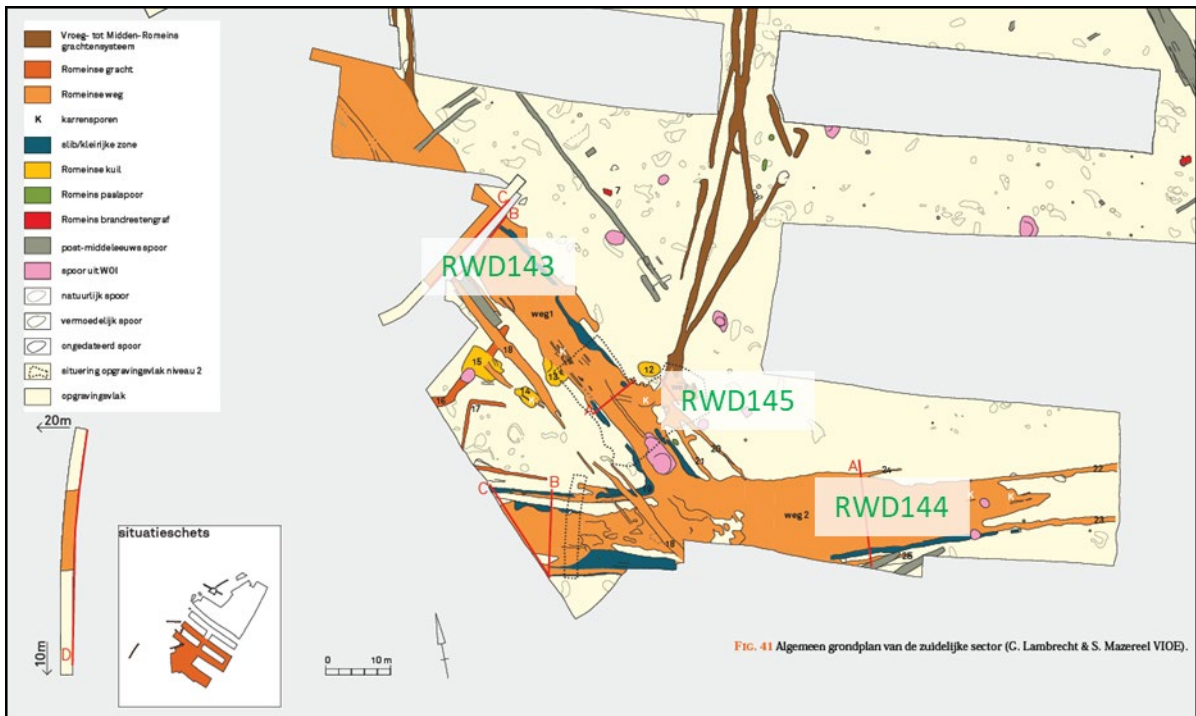 Vroeg- tot Midden-Romeins
grachtensysteem
Romeinse gracht
Romeinse weg
K karrensporen
slib/kleirijke zone
Romeinse kuil
Romeins paalspoor
Romeins brandrestengraf
post-middeleeuws spoor
spoor uit WOI
natuurlijk spoor
vermoedelijk spoor
ongedateerd spoor
situering opgravingsvlak niveau 2
opgravingsvlak
20m
10m
D
situatieschets
0 10 m
7
C
B
RWD143
weg1
K
18
15
13
14
12
16
17
A
K
RWD145
20
21
C
B
18
A
24
22
weg 2
RWD144
K
K
23
25
FIG. 41 Algemeen grondplan van de zuidelijke sector (G. Lambrecht & S. Mazereel VIOE).